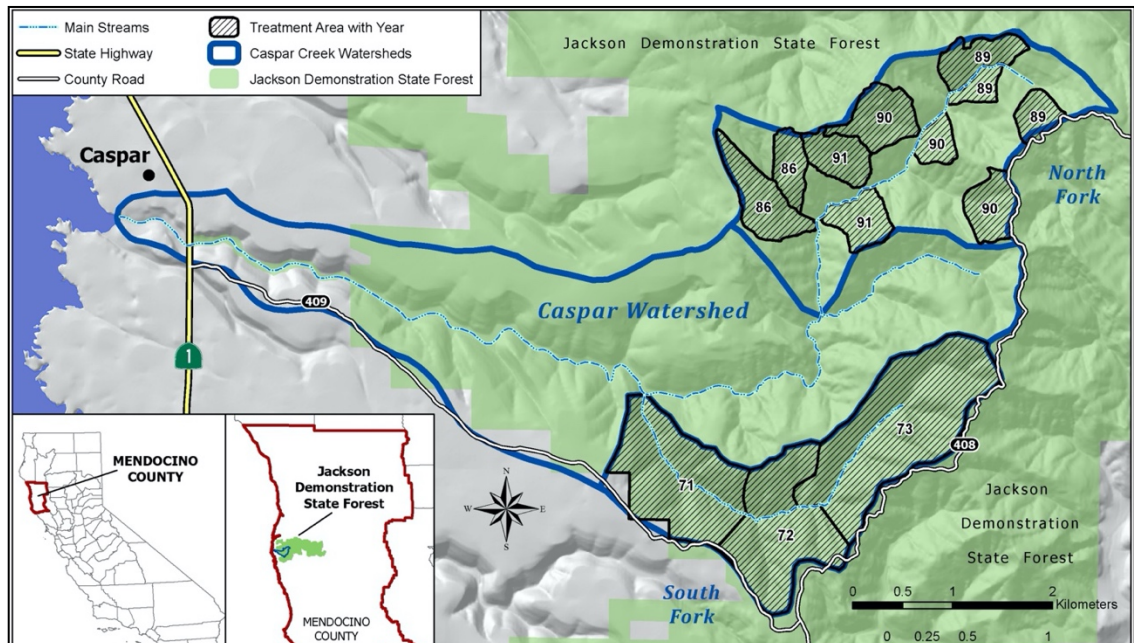 Main Streams
State Highway
County Road
Treatment Area with Year
Caspar Creek Watersheds
Jackson Demonstration State Forest
Jackson Demonstration State Forest
89
89
89
90
90
90
91
91
86
86
North
Fork
Caspar
409
1
Caspar Watershed
73
71
72
408
Jackson
Demonstration
State Forest
South
Fork
N
W E
S
MENDOCINO
COUNTY
Jackson
Demonstration
State Forest
MENDOCINO
COUNTY
0 0.5 1 2
Kilometers
0 0.25 0.5 1